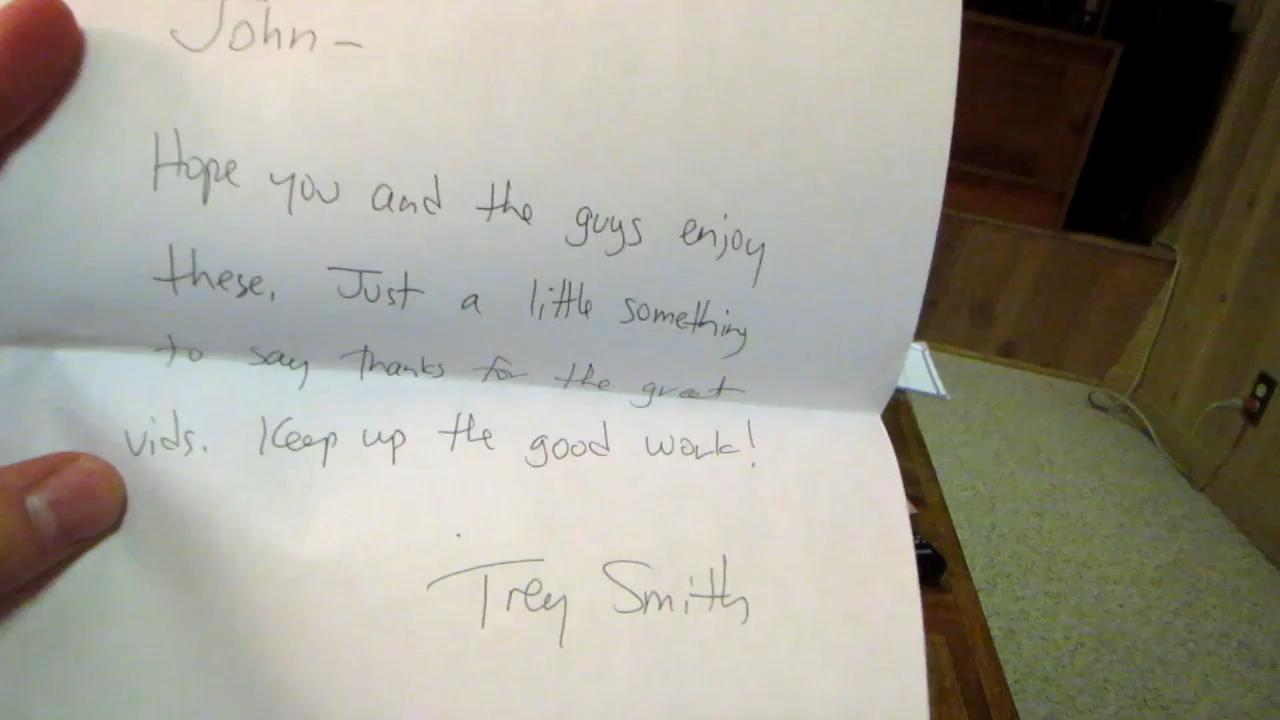 John -
Hope you and the guys enjoy
these. Just a little something
to say thanks for the great
vids. Keep up the good work!
Trey Smith